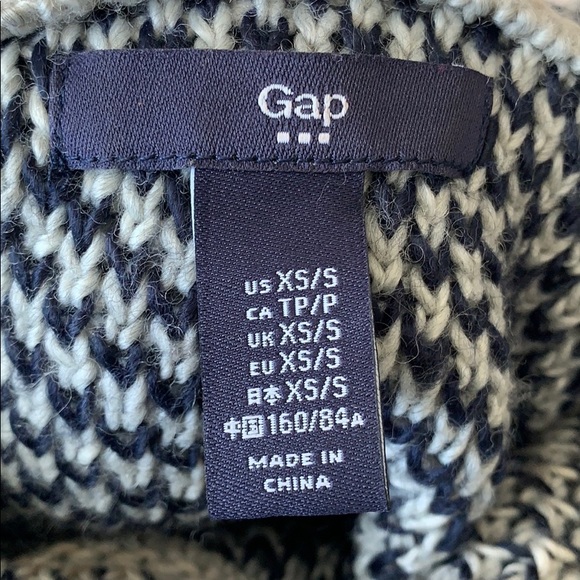 Gap
US XS/S
CA TP/P
UK XS/S
EU XS/S
日本 XS/S
中国 160/84A
MADE IN
CHINA